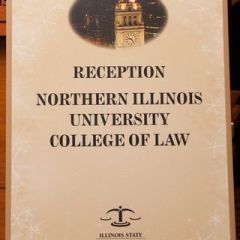 RECEPTION
NORTHERN ILLINOIS
UNIVERSITY
COLLEGE OF LAW
ILLINOIS STATE